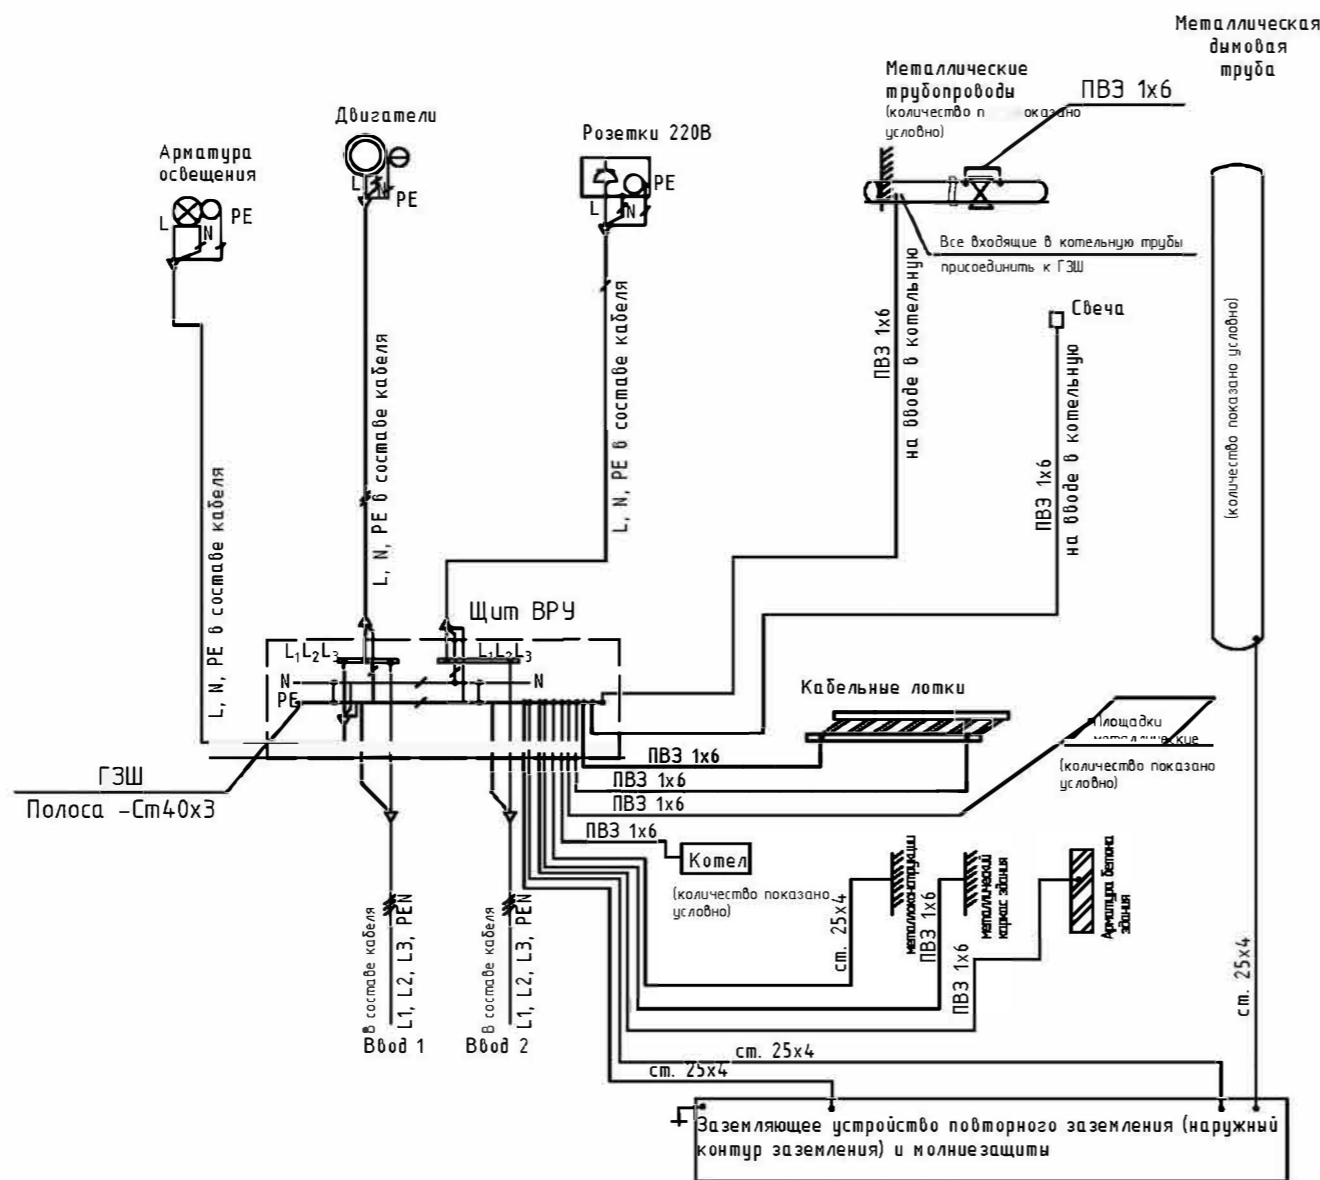 Металлическая
дымовая
труба
Металлические
трубопроводы
(количество п оказано
условно)
ПВЗ 1х6
Двигатели
Розетки 220В
Арматура
освещения
L
N
PE
L
N
PE
L
N
PE
Все входящие в котельную трубы
присоединить к ГЗШ
Свеча
L, N, PE в составе кабеля
L, N, PE в составе кабеля
L, N, PE в составе кабеля
ПВЗ 1х6
на вводе в котельную
ПВЗ 1х6
на вводе в котельную
(количество показано условно)
Щит ВРУ
L1L2L3
L1L2L3
N
N
PE
ГЗШ
Полоса -Ст40х3
Кабельные лотки
Площадки
металлические
(количество показано
условно)
ПВЗ 1х6
ПВЗ 1х6
ПВЗ 1х6
ПВЗ 1х6
Котел
(количество показано
условно)
металлоконструкции
металлический
каркас здания
Арматура бетона
здания
ст. 25х4
ПВЗ 1х6
ПВЗ 1х6
ст. 25х4
В составе кабеля
L1, L2, L3, PEN
В составе кабеля
L1, L2, L3, PEN
Ввод 1
Ввод 2
ст. 25х4
ст. 25х4
Заземляющее устройство повторного заземления (наружный
контур заземления) и молниезащиты